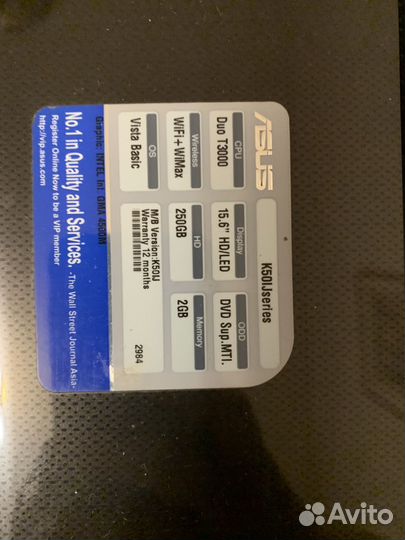 ASUS
K50IJseries
CPU
Duo T3000
Display
15.6" HD/LED
ODD
DVD Sup.MTI.
Wireless
WiFi+WiMax
HD
250GB
Memory
2GB
OS
Vista Basic
M/B Version:K50IJ
Warranty 12 months
2984
Graphic: INTEL Int. GMA 4500M
No.1 in Quality and Services. -The Wall Street Journal Asia-
Register Online Now to be a VIP member
http://vip.asus.com
Avito